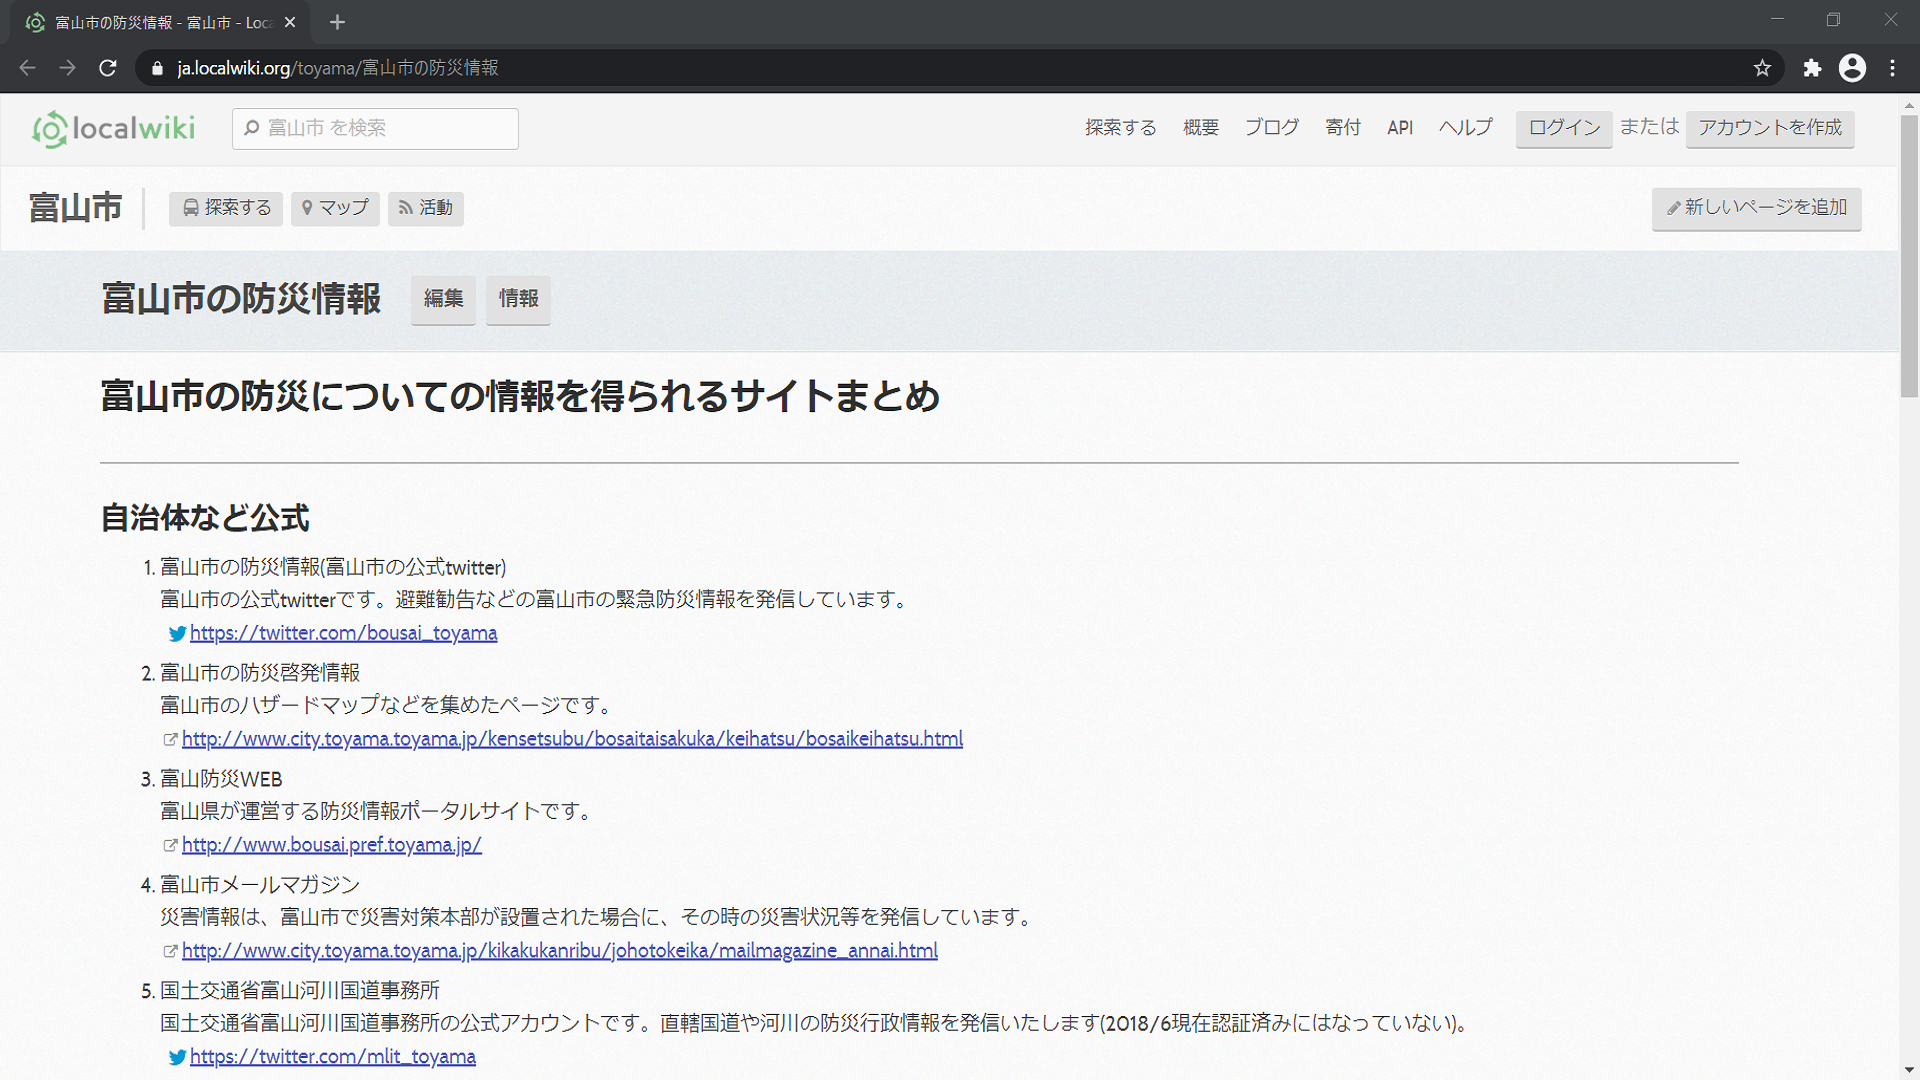 富山市の防災情報 - 富山市 - Loc
ja.localwiki.org/toyama/富山市の防災情報
localwiki
富山市 を検索
探索する 概要 ブログ 寄付 API ヘルプ ログイン または アカウントを作成
富山市 探索する マップ 活動 新しいページを追加
富山市の防災情報 編集 情報
富山市の防災についての情報を得られるサイトまとめ
自治体など公式
1. 富山市の防災情報(富山市の公式twitter)
富山市の公式twitterです。避難勧告などの富山市の緊急防災情報を発信しています。
https://twitter.com/bousai_toyama
2. 富山市の防災啓発情報
富山市のハザードマップなどを集めたページです。
http://www.city.toyama.toyama.jp/kensetsubu/bosaitaisakuka/keihatsu/bosaikeihatsu.html
3. 富山防災WEB
富山県が運営する防災情報ポータルサイトです。
http://www.bousai.pref.toyama.jp/
4. 富山市メールマガジン
災害情報は、富山市で災害対策本部が設置された場合に、その時の災害状況等を発信しています。
http://www.city.toyama.toyama.jp/kikakukanribu/johotokeika/mailmagazine_annai.html
5. 国土交通省富山河川国道事務所
国土交通省富山河川国道事務所の公式アカウントです。直轄国道や河川の防災行政情報を発信いたします(2018/6現在認証済みにはなっていない)。
https://twitter.com/mlit_toyama